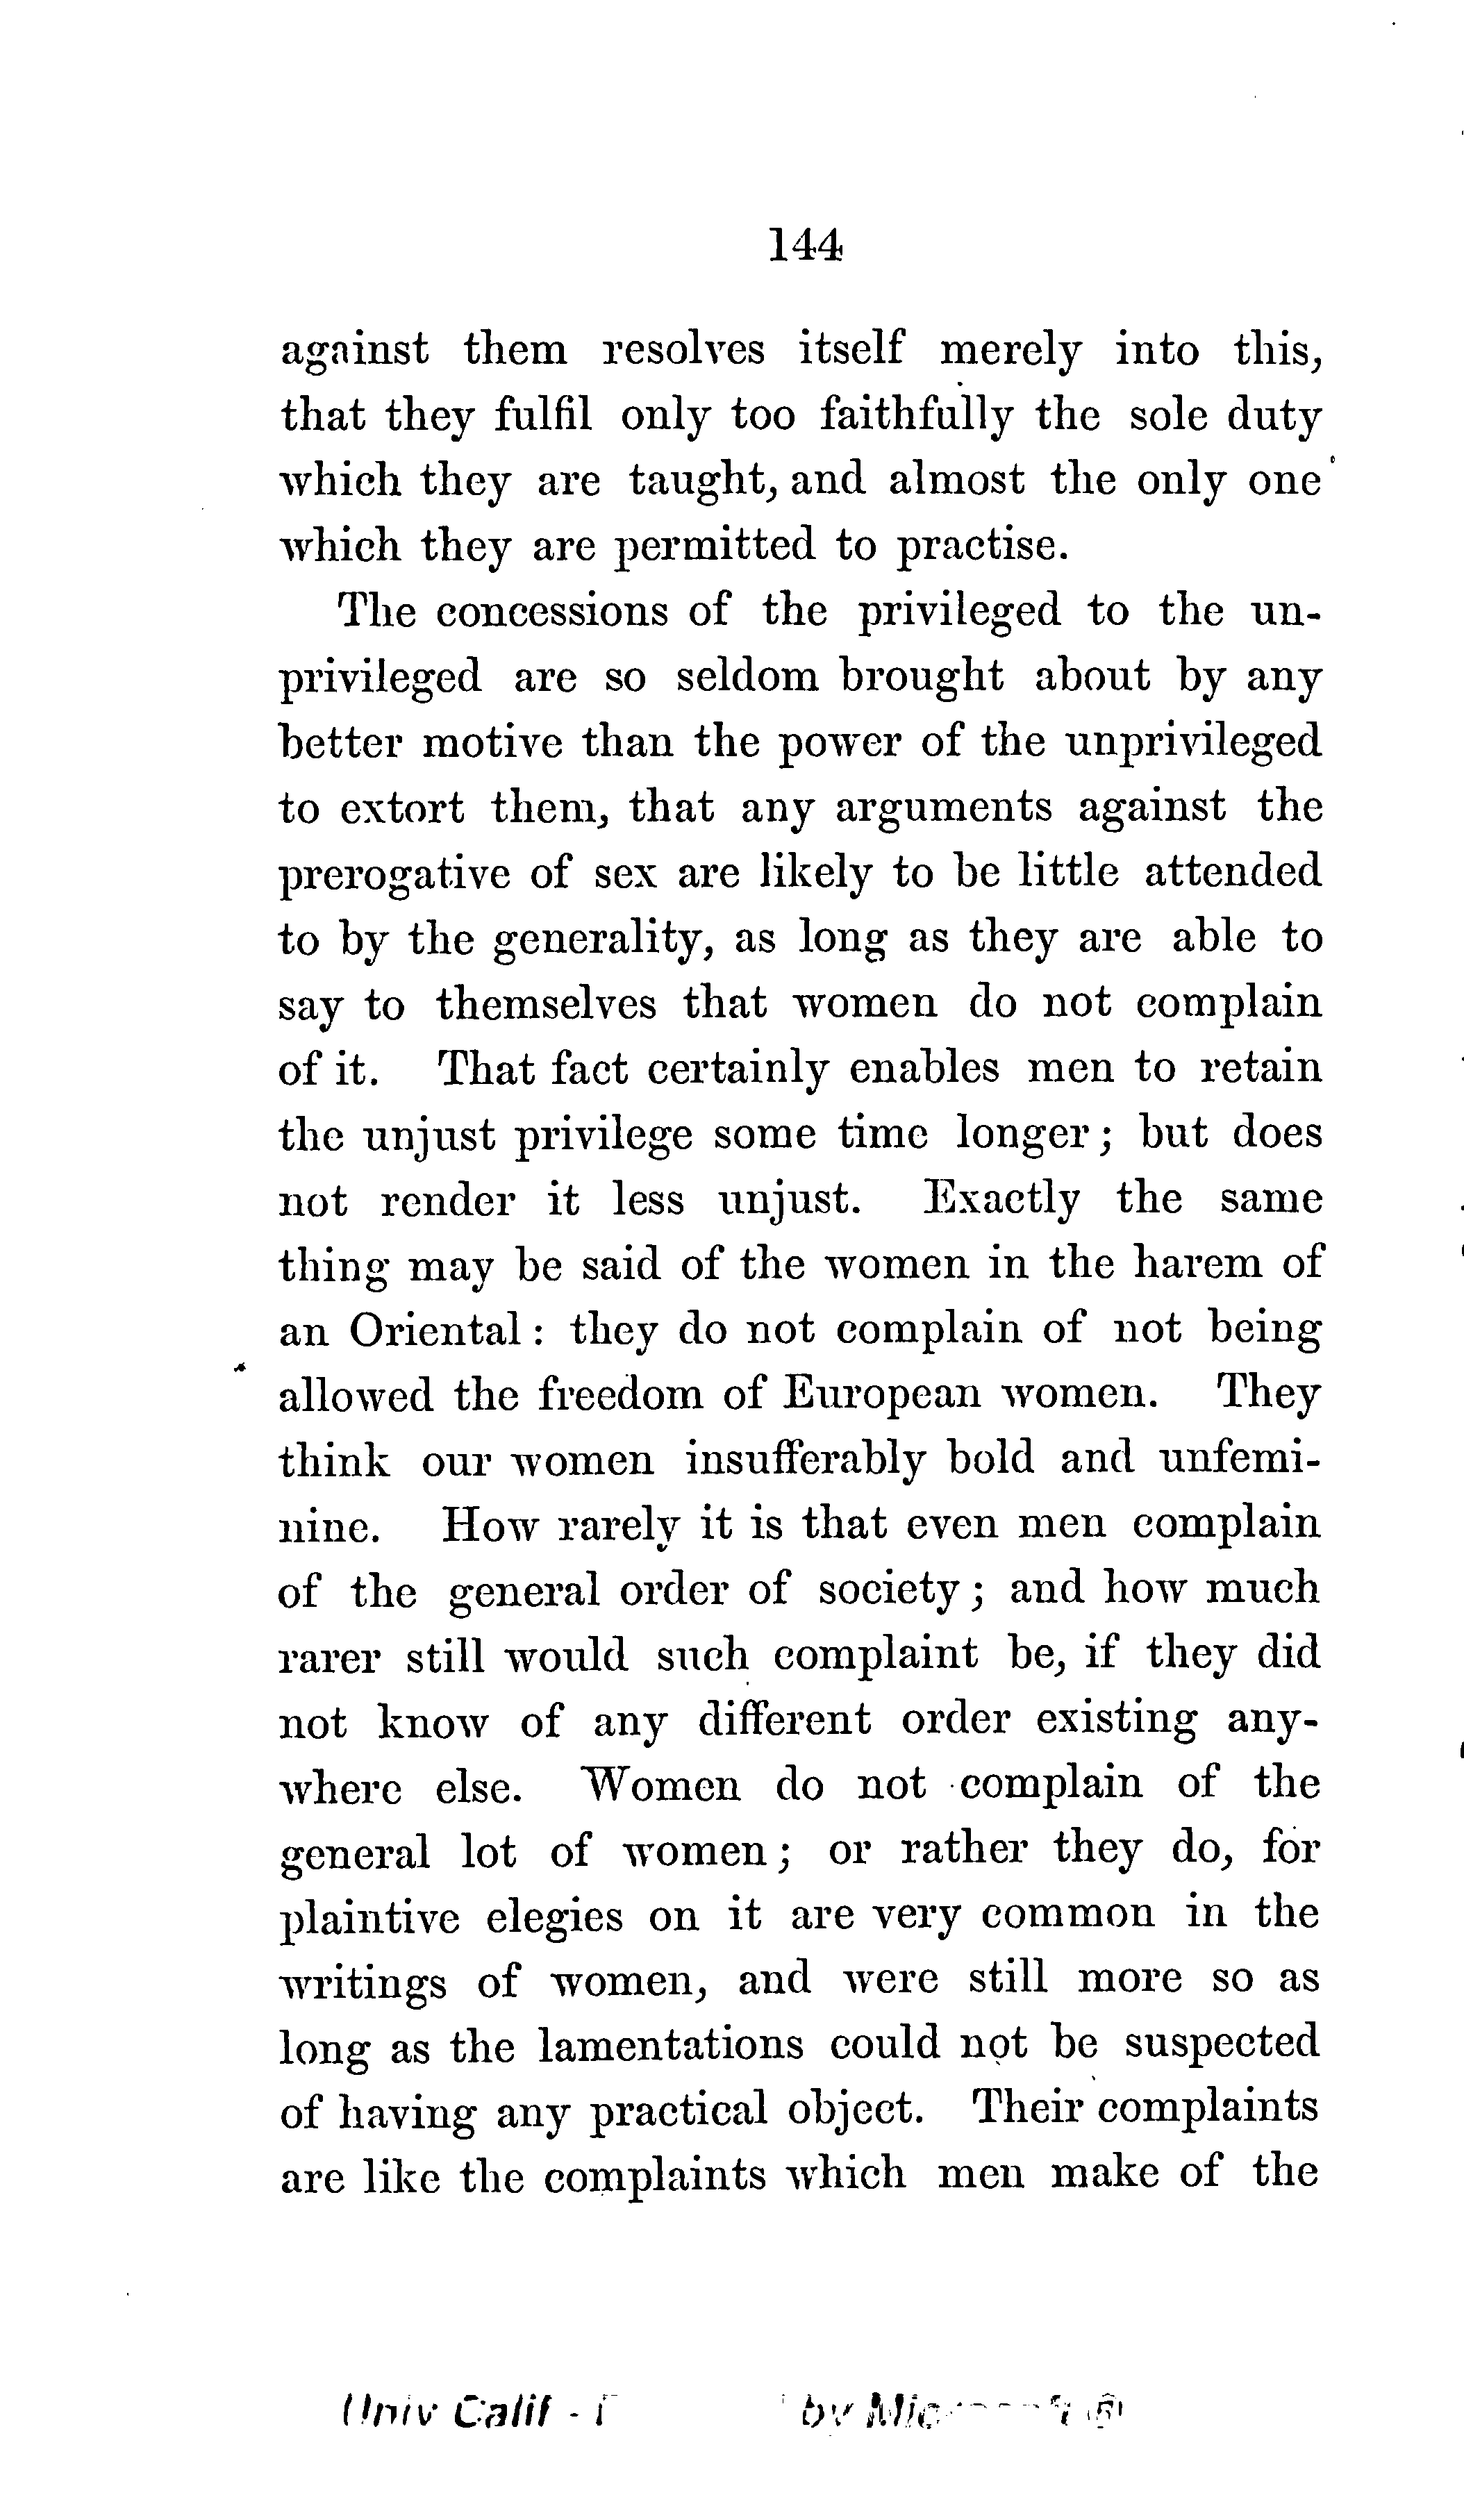 144
against them resolves itself merely into this,
that they fulfil only too faithfully the sole duty
which they are taught, and almost the only one
which they are permitted to practise.
The concessions of the privileged to the un-
privileged are so seldom brought about by any
better motive than the power of the unprivileged
to extort them, that any arguments against the
prerogative of sex are likely to be little attended
to by the generality, as long as they are able to
say to themselves that women do not complain
of it. That fact certainly enables men to retain
the unjust privilege some time longer; but does
not render it less unjust. Exactly the same
thing may be said of the women in the harem of
an Oriental: they do not complain of not being
allowed the freedom of European women. They
think our women insufferably bold and unfemi-
nine. How rarely it is that even men complain
of the general order of society; and how much
rarer still would such complaint be, if they did
not know of any different order existing any-
where else. Women do not complain of the
general lot of women; or rather they do, for
plaintive elegies on it are very common in the
writings of women, and were still more so as
long as the lamentations could not be suspected
of having any practical object. Their complaints
are like the complaints which men make of the
Univ Calif - by